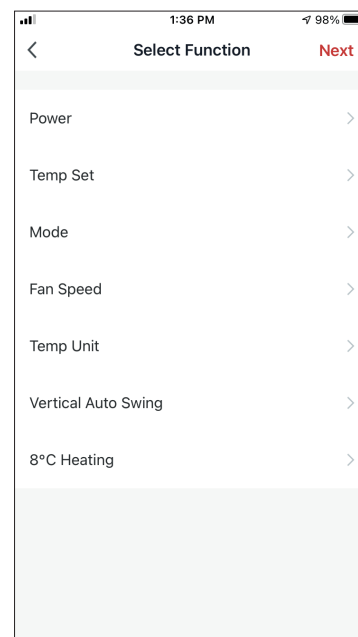 1:36 PM 98%
Select Function Next
Power
Temp Set
Mode
Fan Speed
Temp Unit
Vertical Auto Swing
8°C Heating